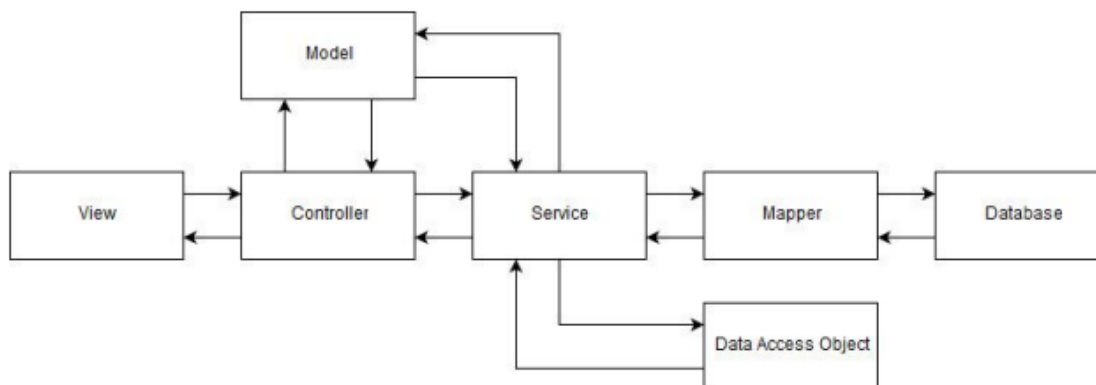 Model
View
Controller
Service
Mapper
Database
Data Access Object